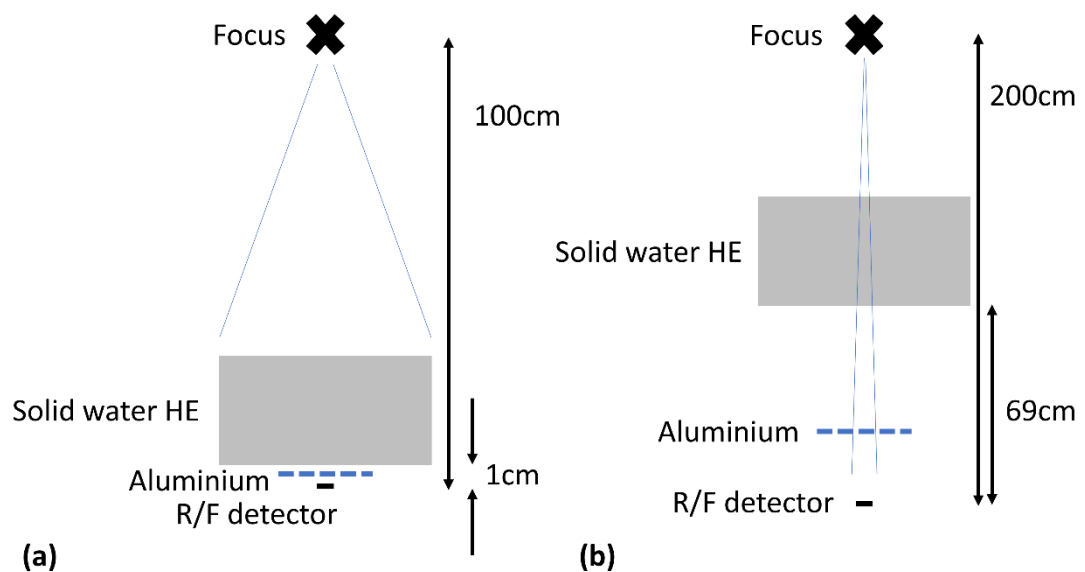 Focus
100cm
Solid water HE
Aluminium
1cm
R/F detector
(a)
Focus
200cm
Solid water HE
69cm
Aluminium
R/F detector
(b)